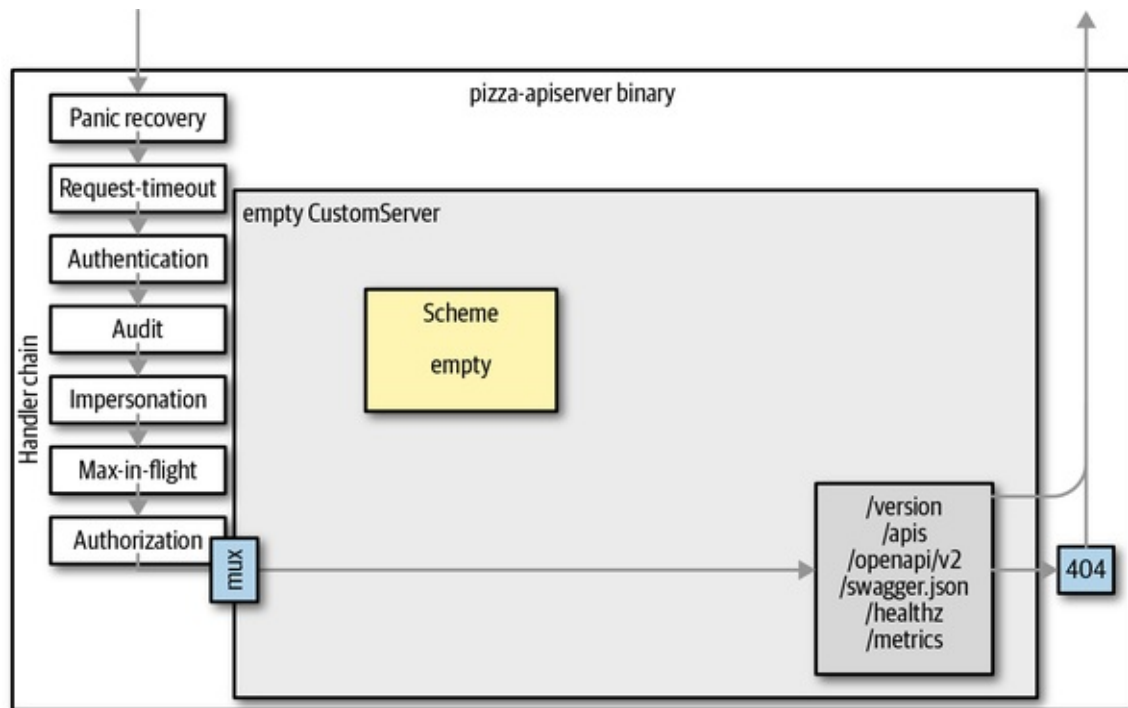 pizza-apiserver binary
Handler chain
Panic recovery
Request-timeout
Authentication
Audit
Impersonation
Max-in-flight
Authorization
mux
empty CustomServer
Scheme
empty
/version
/apis
/openapi/v2
/swagger.json
/healthz
/metrics
404